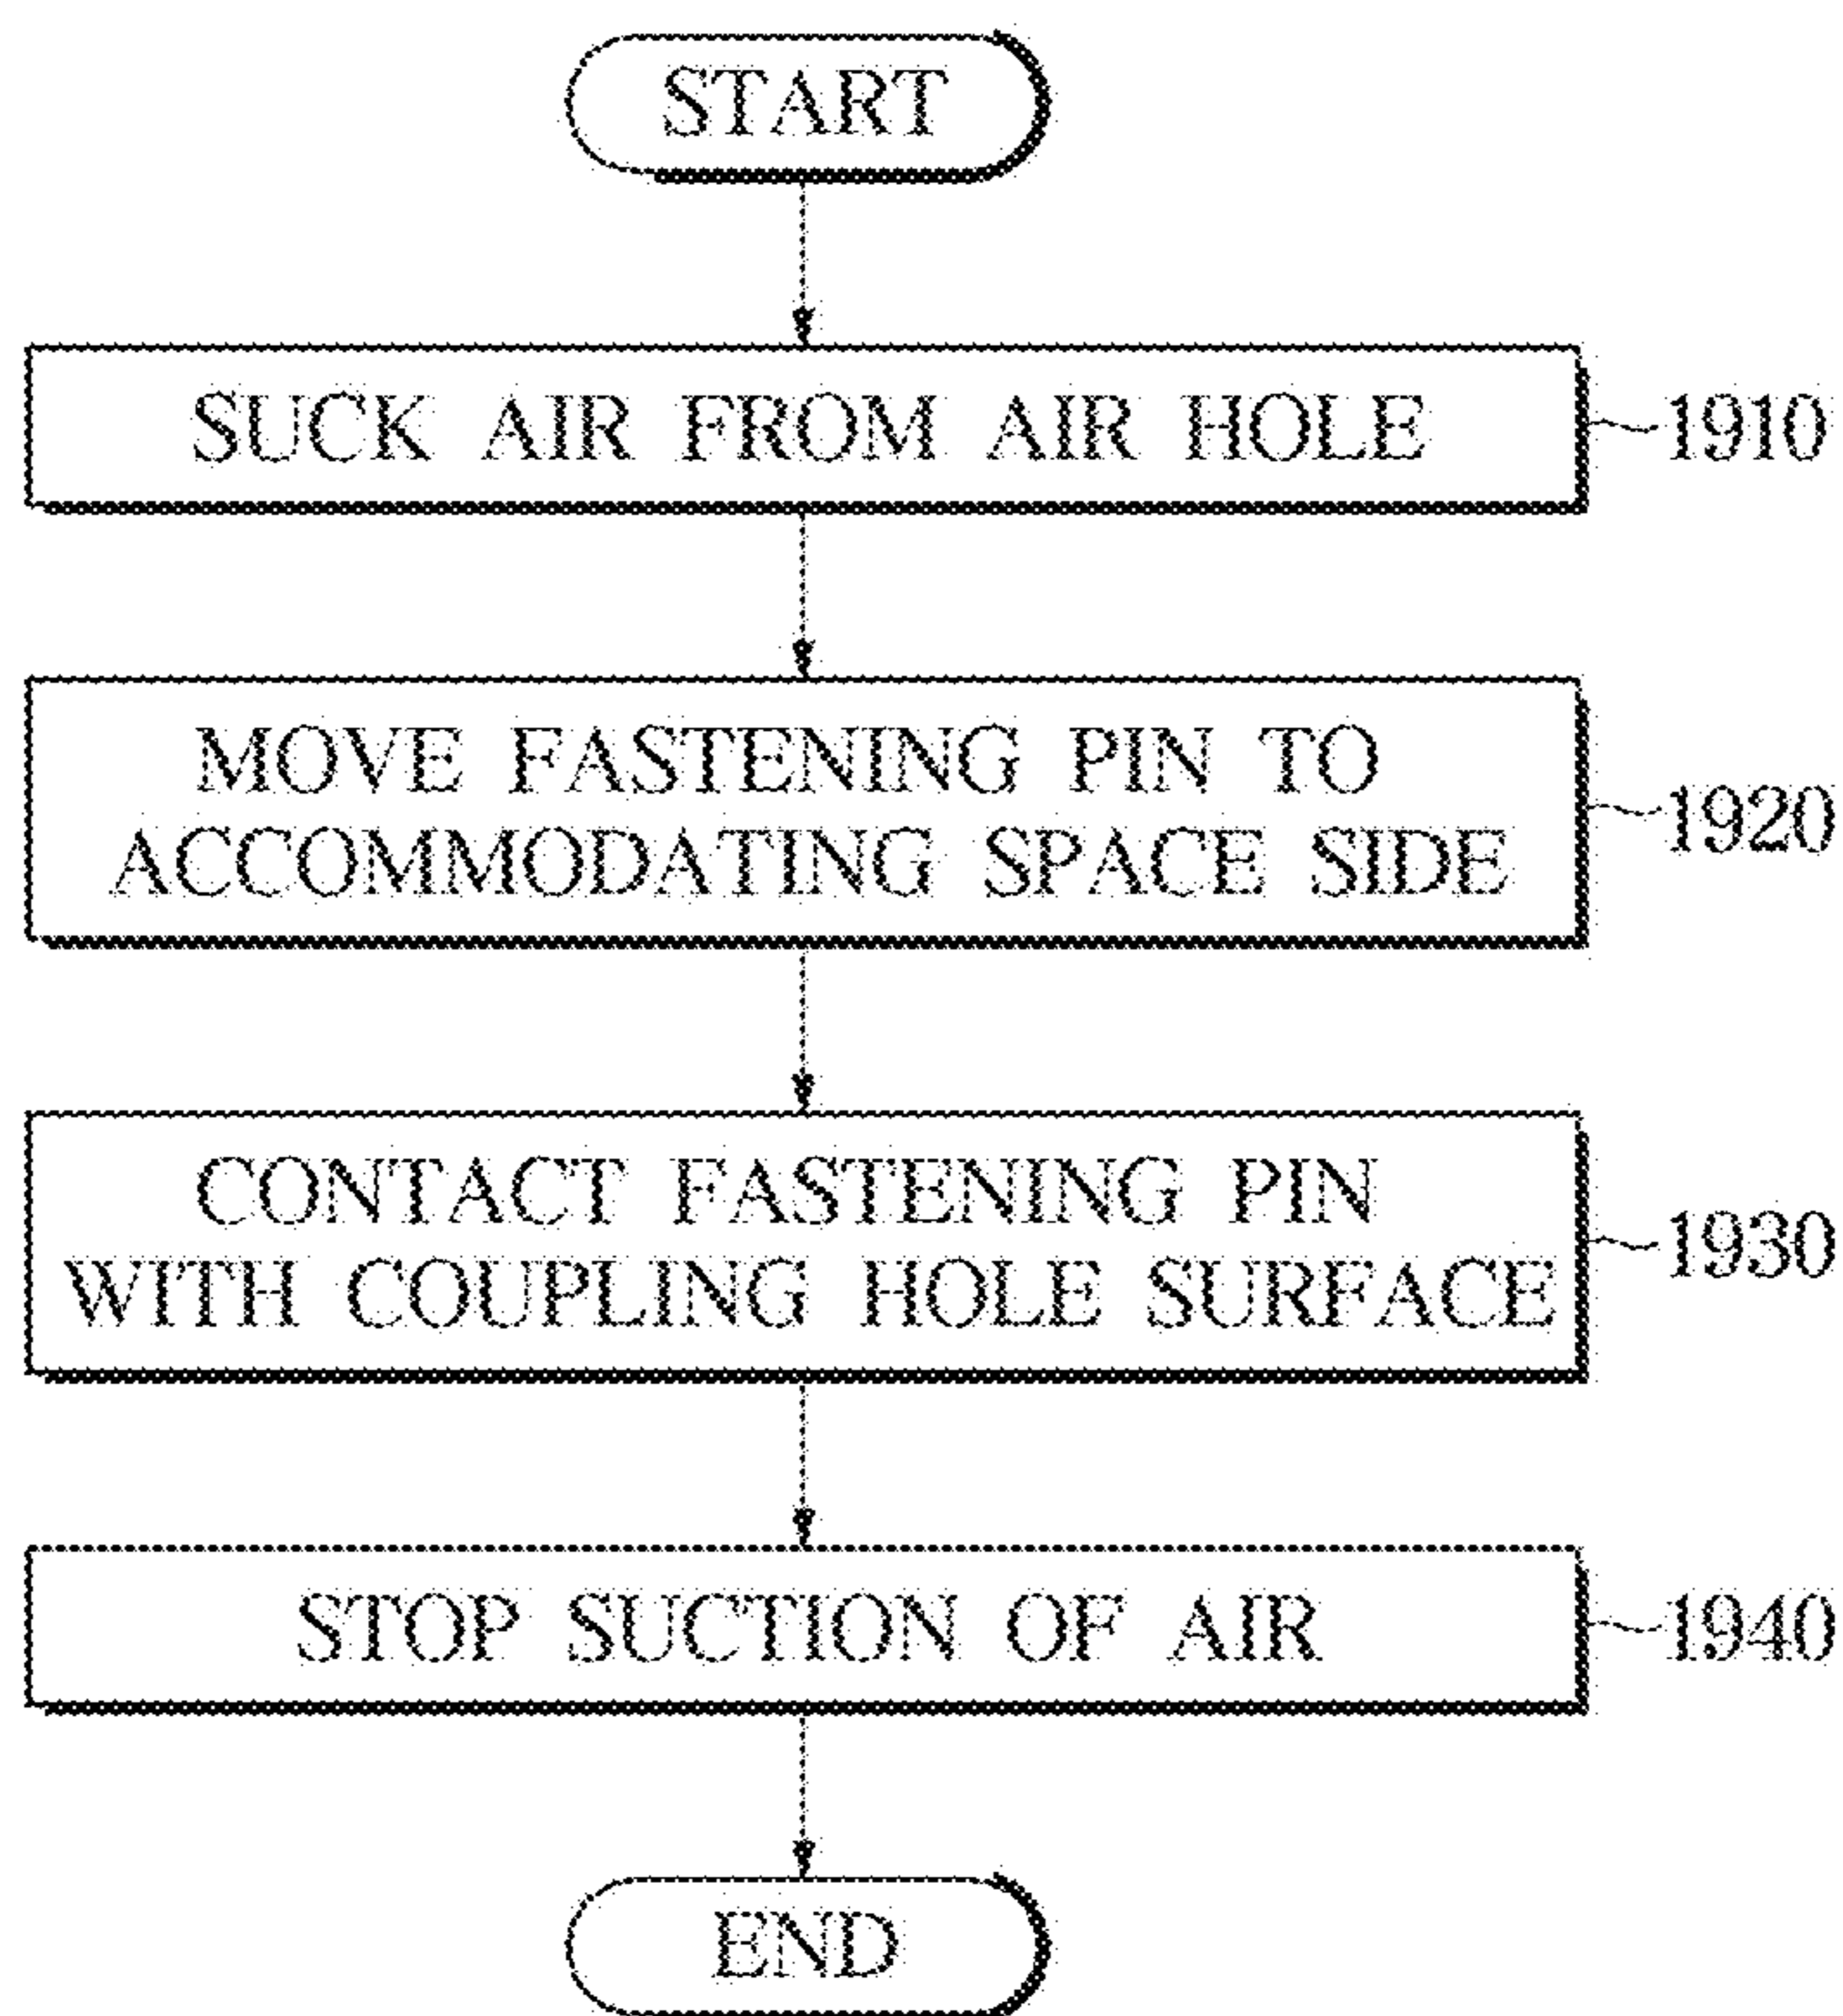 START
SUCK AIR FROM AIR HOLE
1910
MOVE FASTENING PIN TO
ACCOMMODATING SPACE SIDE
1920
CONTACT FASTENING PIN
WITH COUPLING HOLE SURFACE
1930
STOP SUCTION OF AIR
1940
END